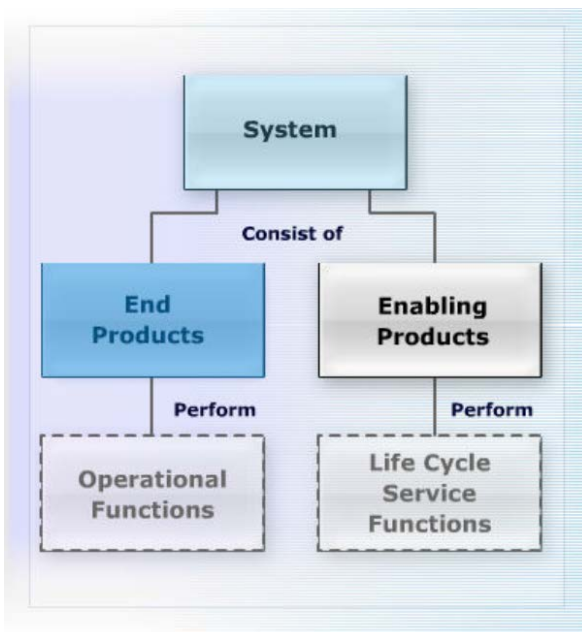 System
Consist of
End
Products
Enabling
Products
Perform
Perform
Operational
Functions
Life Cycle
Service
Functions